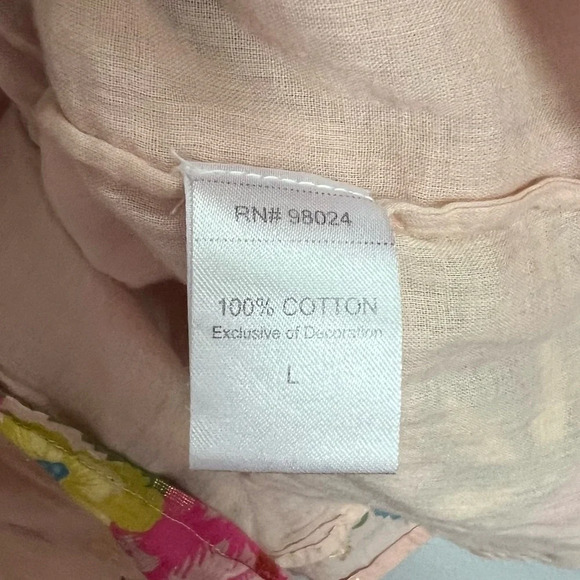 RN# 98024
100% COTTON
Exclusive of Decoration
L